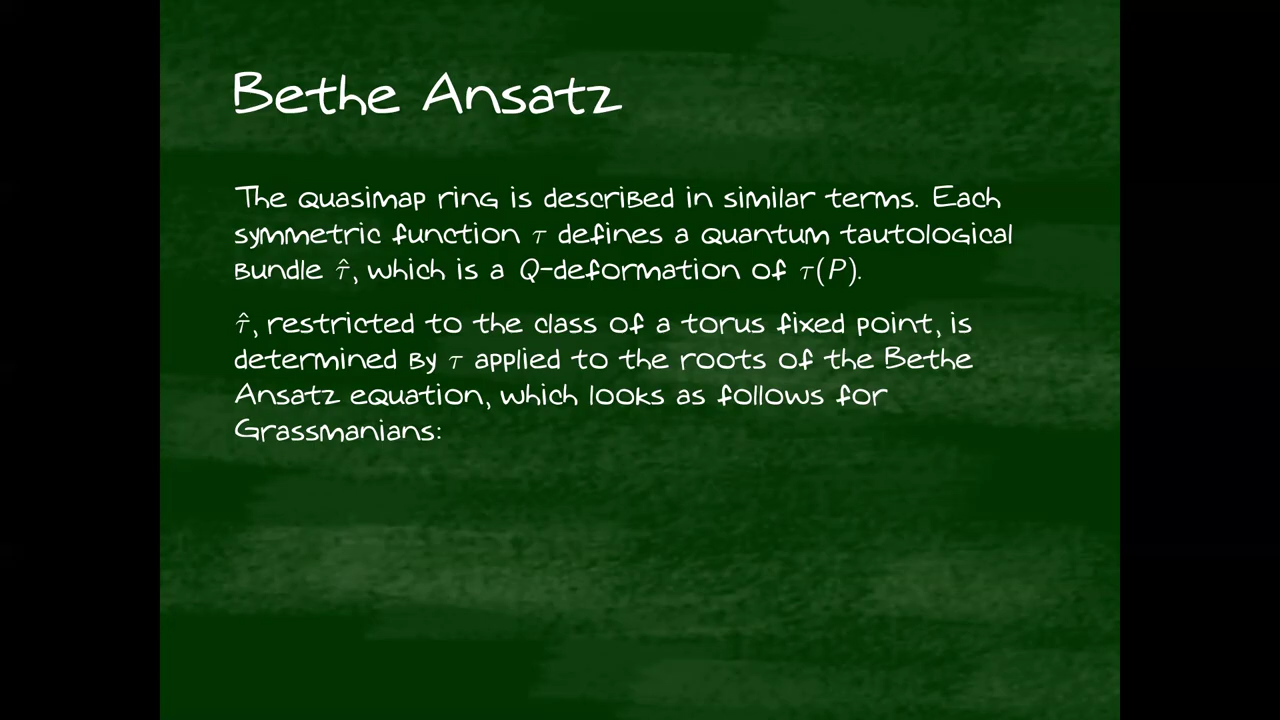 Bethe Ansatz
The quasimap ring is described in similar terms. Each
symmetric function τ defines a quantum tautological
bundle τ̂, which is a Q-deformation of τ(P).
τ̂, restricted to the class of a torus fixed point, is
determined by τ applied to the roots of the Bethe
Ansatz equation, which looks as follows for
Grassmanians: